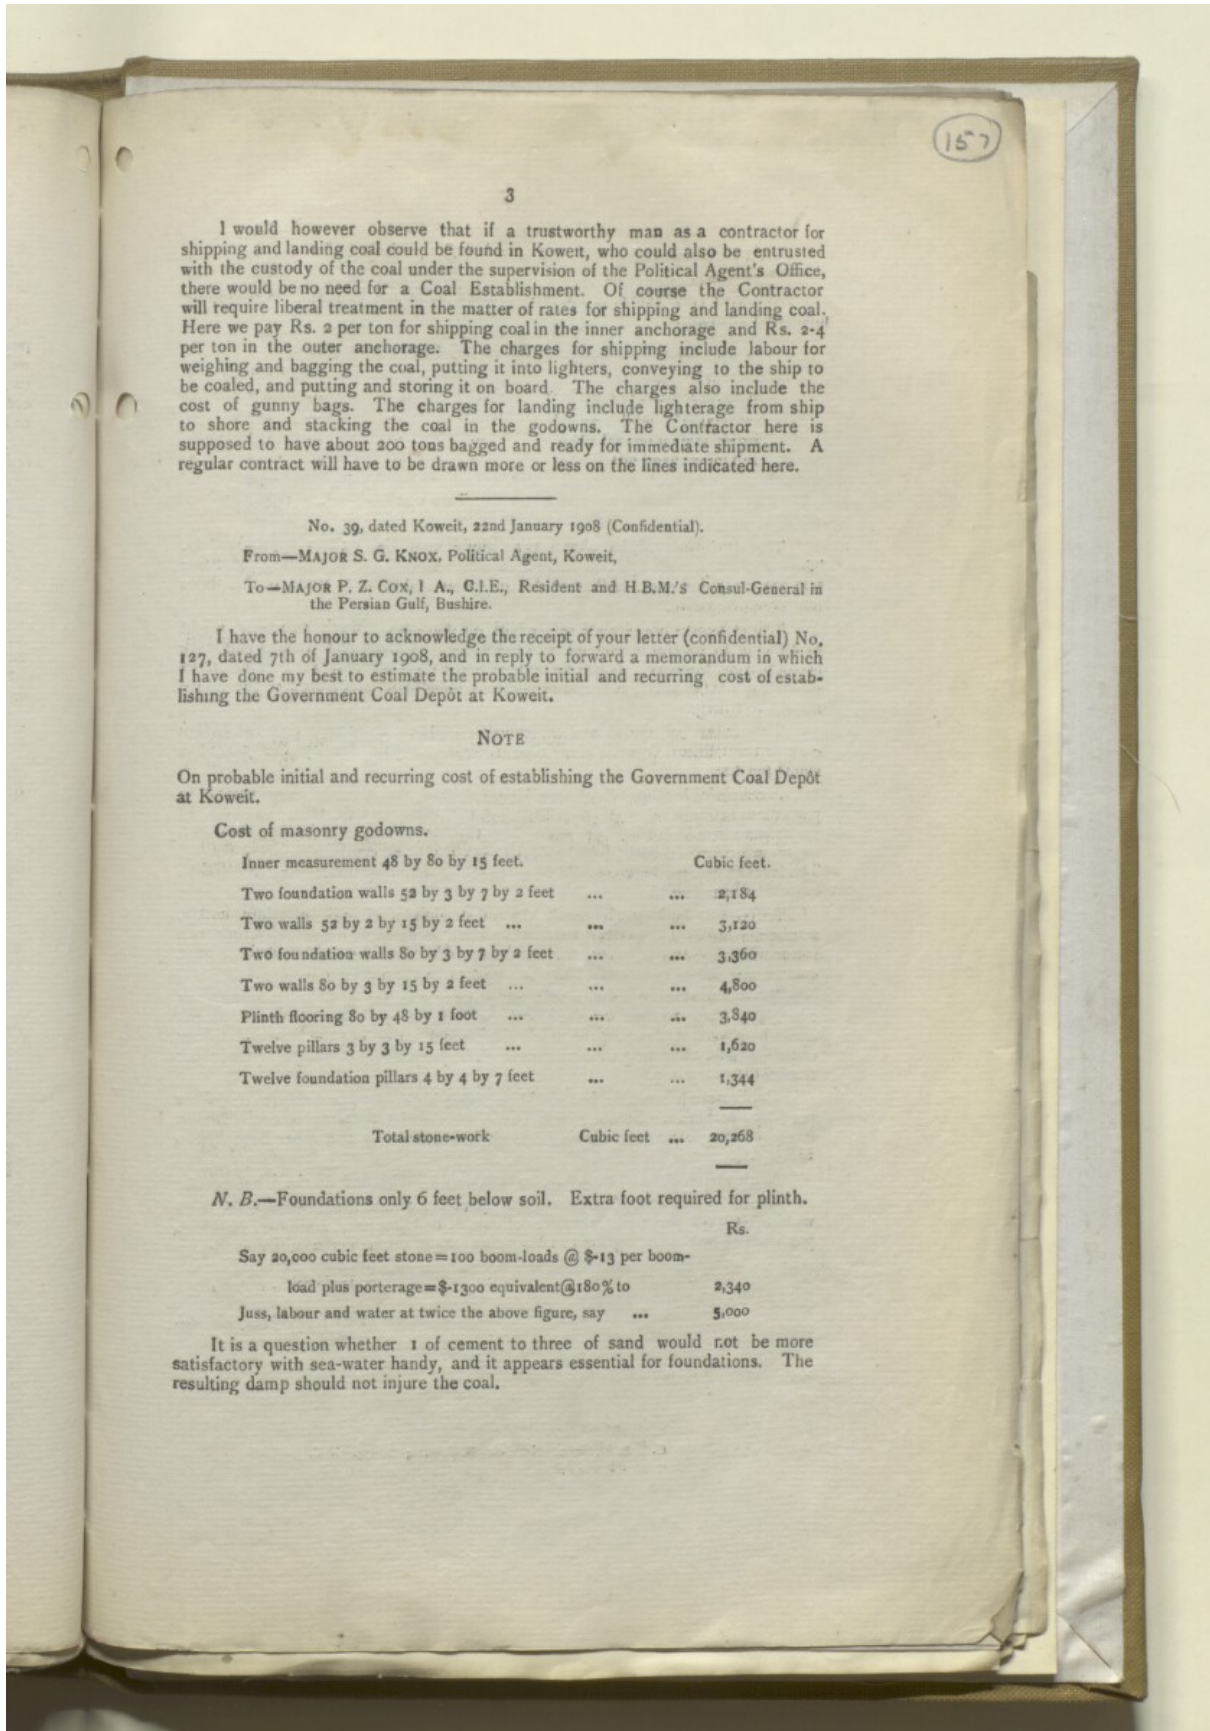 157
3
I would however observe that if a trustworthy man as a contractor for
shipping and landing coal could be found in Koweit, who could also be entrusted
with the custody of the coal under the supervision of the Political Agent's Office,
there would be no need for a Coal Establishment. Of course the Contractor
will require liberal treatment in the matter of rates for shipping and landing coal.
Here we pay Rs. 2 per ton for shipping coal in the inner anchorage and Rs. 2-4
per ton in the outer anchorage. The charges for shipping include labour for
weighing and bagging the coal, putting it into lighters, conveying to the ship to
be coaled, and putting and storing it on board. The charges also include the
cost of gunny bags. The charges for landing include lighterage from ship
to shore and stacking the coal in the godowns. The Contractor here is
supposed to have about 200 tons bagged and ready for immediate shipment. A
regular contract will have to be drawn more or less on the lines indicated here.
No. 39, dated Koweit, 22nd January 1908 (Confidential).
From—MAJOR S. G. KNOX, Political Agent, Koweit,
To—MAJOR P. Z. COX, I A., C.I.E., Resident and H.B.M.'s Consul-General in
the Persian Gulf, Bushire.
I have the honour to acknowledge the receipt of your letter (confidential) No.
127, dated 7th of January 1908, and in reply to forward a memorandum in which
I have done my best to estimate the probable initial and recurring cost of estab-
lishing the Government Coal Depôt at Koweit.
NOTE
On probable initial and recurring cost of establishing the Government Coal Depôt
at Koweit.
Cost of masonry godowns.
Inner measurement 48 by 80 by 15 feet. Cubic feet.
Two foundation walls 52 by 3 by 7 by 2 feet ... ... 2,184
Two walls 52 by 2 by 15 by 2 feet ... ... ... 3,120
Two foundation walls 80 by 3 by 7 by 2 feet ... ... 3,360
Two walls 80 by 3 by 15 by 2 feet ... ... ... 4,800
Plinth flooring 80 by 48 by 1 foot ... ... ... 3,840
Twelve pillars 3 by 3 by 15 feet ... ... ... 1,620
Twelve foundation pillars 4 by 4 by 7 feet ... ... 1,344
Total stone-work Cubic feet ... 20,268
N. B.—Foundations only 6 feet below soil. Extra foot required for plinth.
Rs.
Say 20,000 cubic feet stone=100 boom-loads @ $-13 per boom-
load plus porterage=$-1300 equivalent@180% to 2,340
Juss, labour and water at twice the above figure, say ... 5,000
It is a question whether 1 of cement to three of sand would not be more
satisfactory with sea-water handy, and it appears essential for foundations. The
resulting damp should not injure the coal.